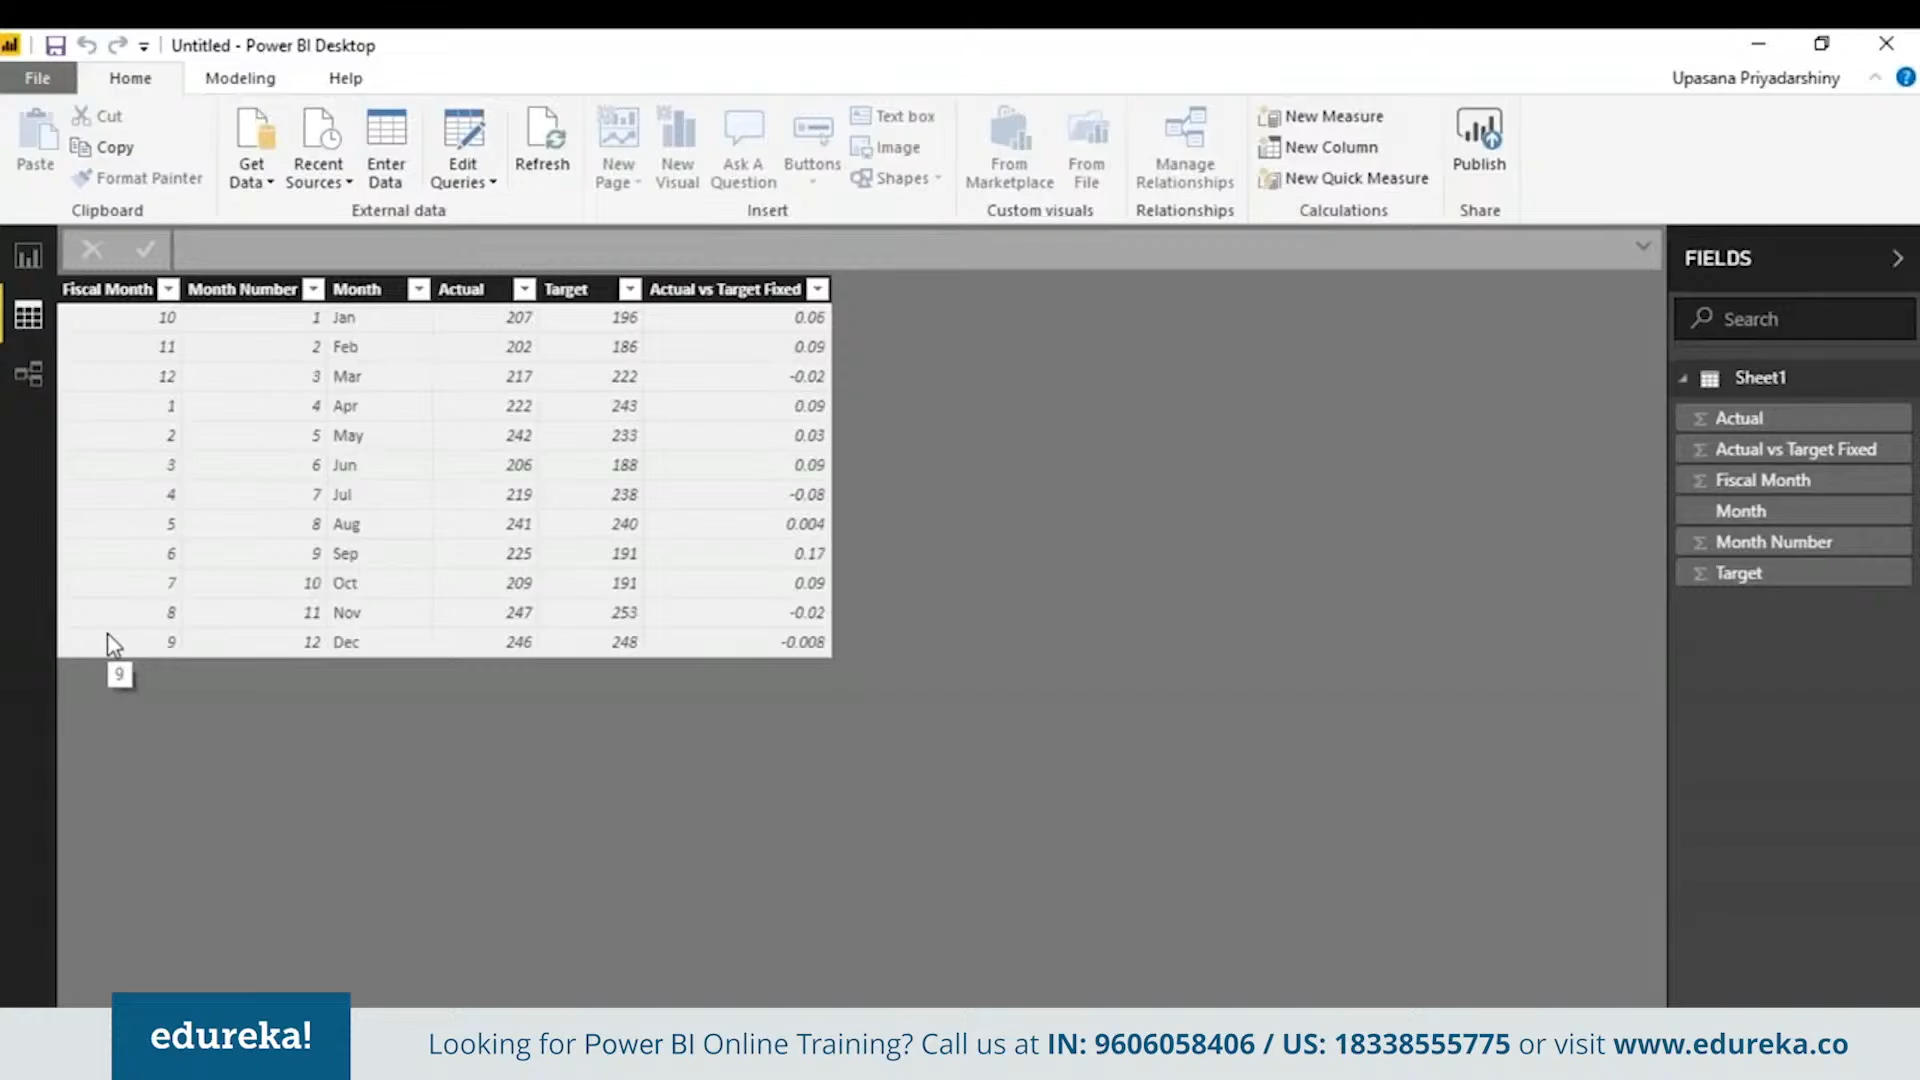 Untitled - Power BI Desktop
File Home Modeling Help Upasana Priyadarshiny
Paste
Cut
Copy
Format Painter
Clipboard
Get Data
Recent Sources
Enter Data
Edit Queries
Refresh
External data
New Page
New Visual
Ask A Question
Buttons
Text box
Image
Shapes
Insert
From Marketplace
From File
Custom visuals
Manage Relationships
Relationships
New Measure
New Column
New Quick Measure
Calculations
Publish
Share
Fiscal Month Month Number Month Actual Target Actual vs Target Fixed
10 1 Jan 207 196 0.06
11 2 Feb 202 186 0.09
12 3 Mar 217 222 -0.02
1 4 Apr 222 243 0.09
2 5 May 242 233 0.03
3 6 Jun 206 188 0.09
4 7 Jul 219 238 -0.08
5 8 Aug 241 240 0.004
6 9 Sep 225 191 0.17
7 10 Oct 209 191 0.09
8 11 Nov 247 253 -0.02
9 12 Dec 246 248 -0.008
9
FIELDS
Search
Sheet1
Actual
Actual vs Target Fixed
Fiscal Month
Month
Month Number
Target
edureka!
Looking for Power BI Online Training? Call us at IN: 9606058406 / US: 18338555775 or visit www.edureka.co